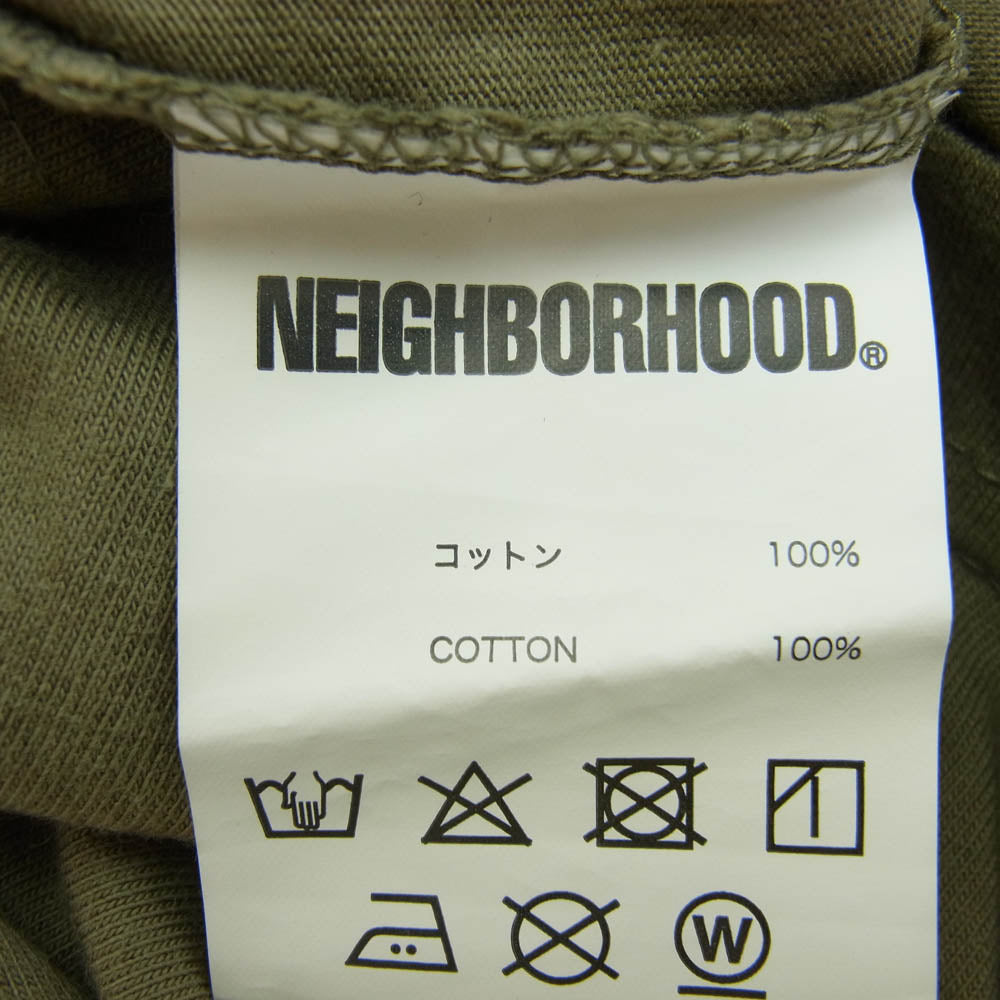 NEIGHBORHOOD®
コットン 100%
COTTON 100%
W